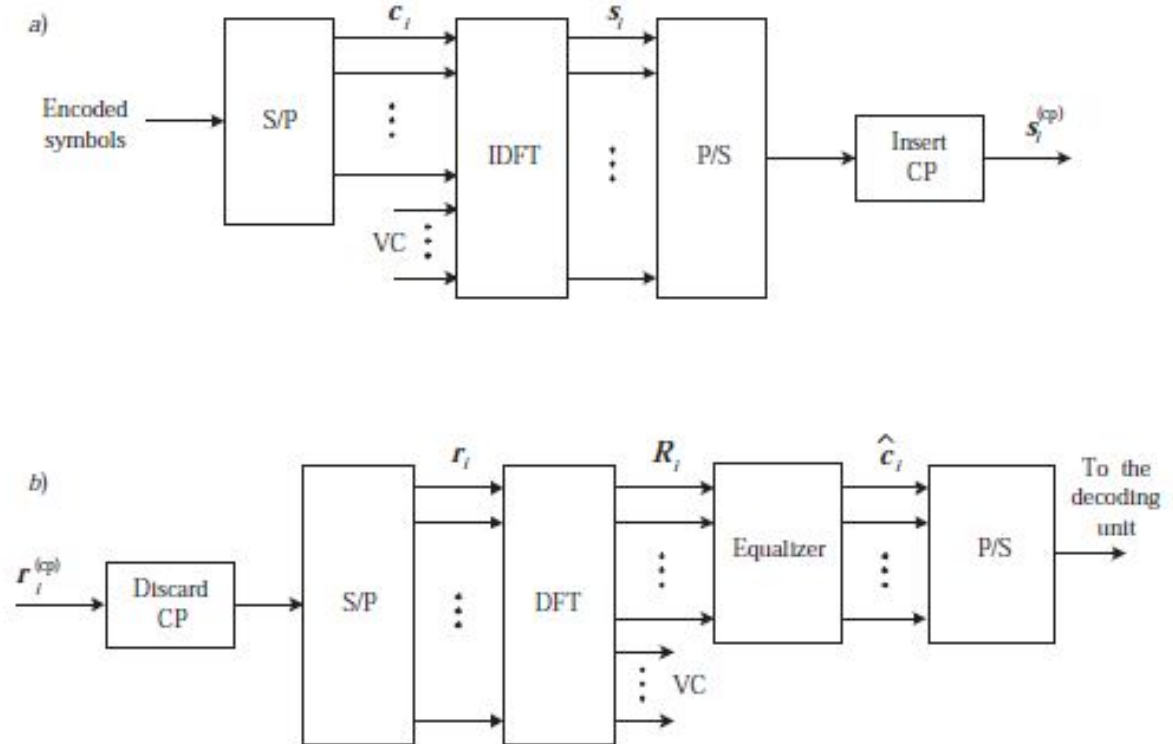 a)
c_i
s_i
Encoded
symbols
S/P
IDFT
P/S
Insert
CP
s_i^(cp)
VC
b)
r_i
R_i
ĉ_i
To the
decoding
unit
r_i^(cp)
Discard
CP
S/P
DFT
Equalizer
P/S
VC